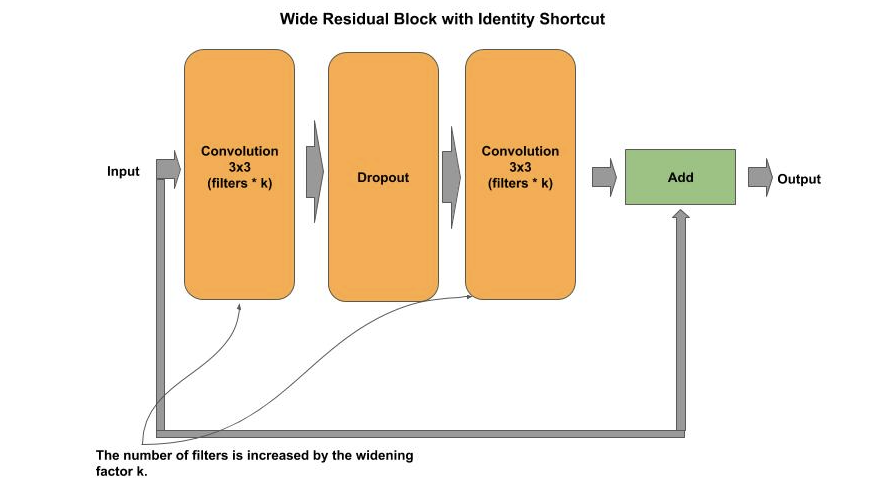 Wide Residual Block with Identity Shortcut
Input
Convolution
3x3
(filters * k)
Dropout
Convolution
3x3
(filters * k)
Add
Output
The number of filters is increased by the widening
factor k.